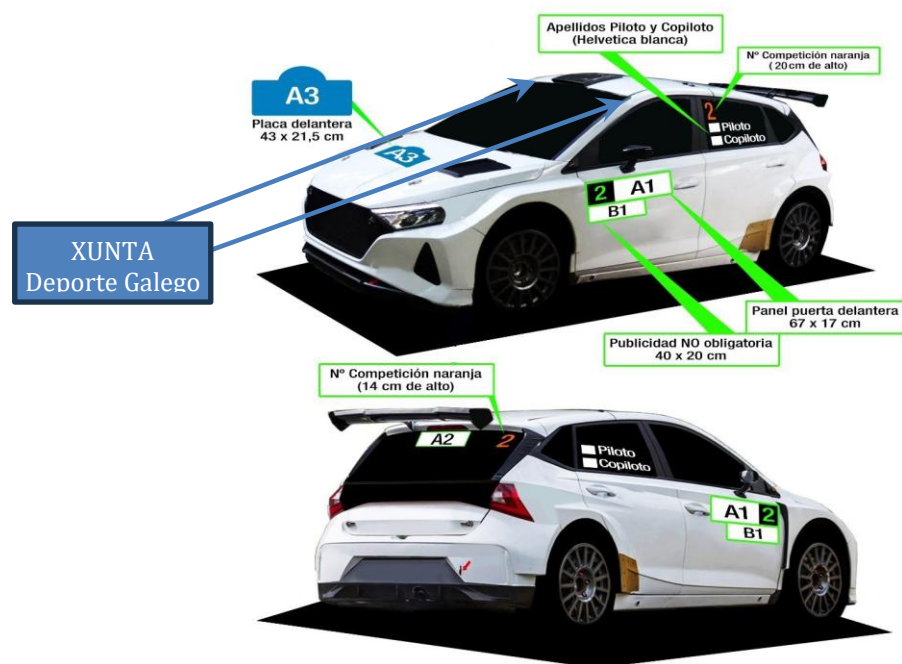 Apellidos Piloto y Copiloto
(Helvetica blanca)
Nº Competición naranja
(20cm de alto)
A3
Placa delantera
43 x 21,5 cm
2
Piloto
Copiloto
A3
2 A1
B1
XUNTA
Deporte Galego
Panel puerta delantera
67 x 17 cm
Publicidad NO obligatoria
40 x 20 cm
Nº Competición naranja
(14 cm de alto)
A2
2
Piloto
Copiloto
A1 2
B1